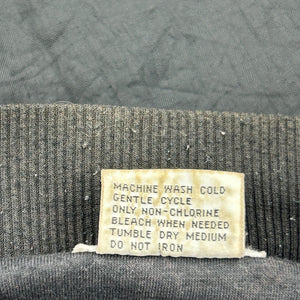 MACHINE WASH COLD
GENTLE CYCLE
ONLY NON-CHLORINE
BLEACH WHEN NEEDED
TUMBLE DRY MEDIUM
DO NOT IRON